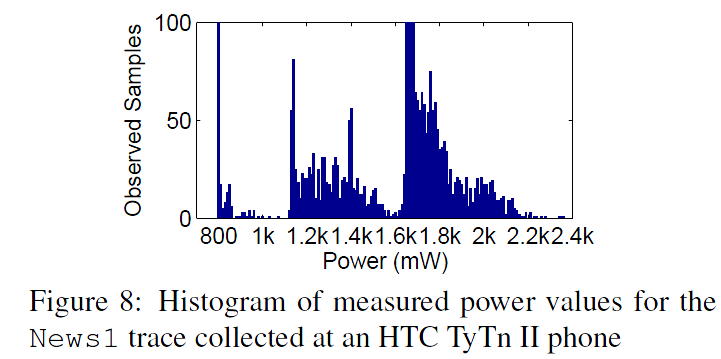 100
50
0
Observed Samples
800 1k 1.2k 1.4k 1.6k 1.8k 2k 2.2k 2.4k
Power (mW)
Figure 8: Histogram of measured power values for the
News1 trace collected at an HTC TyTn II phone